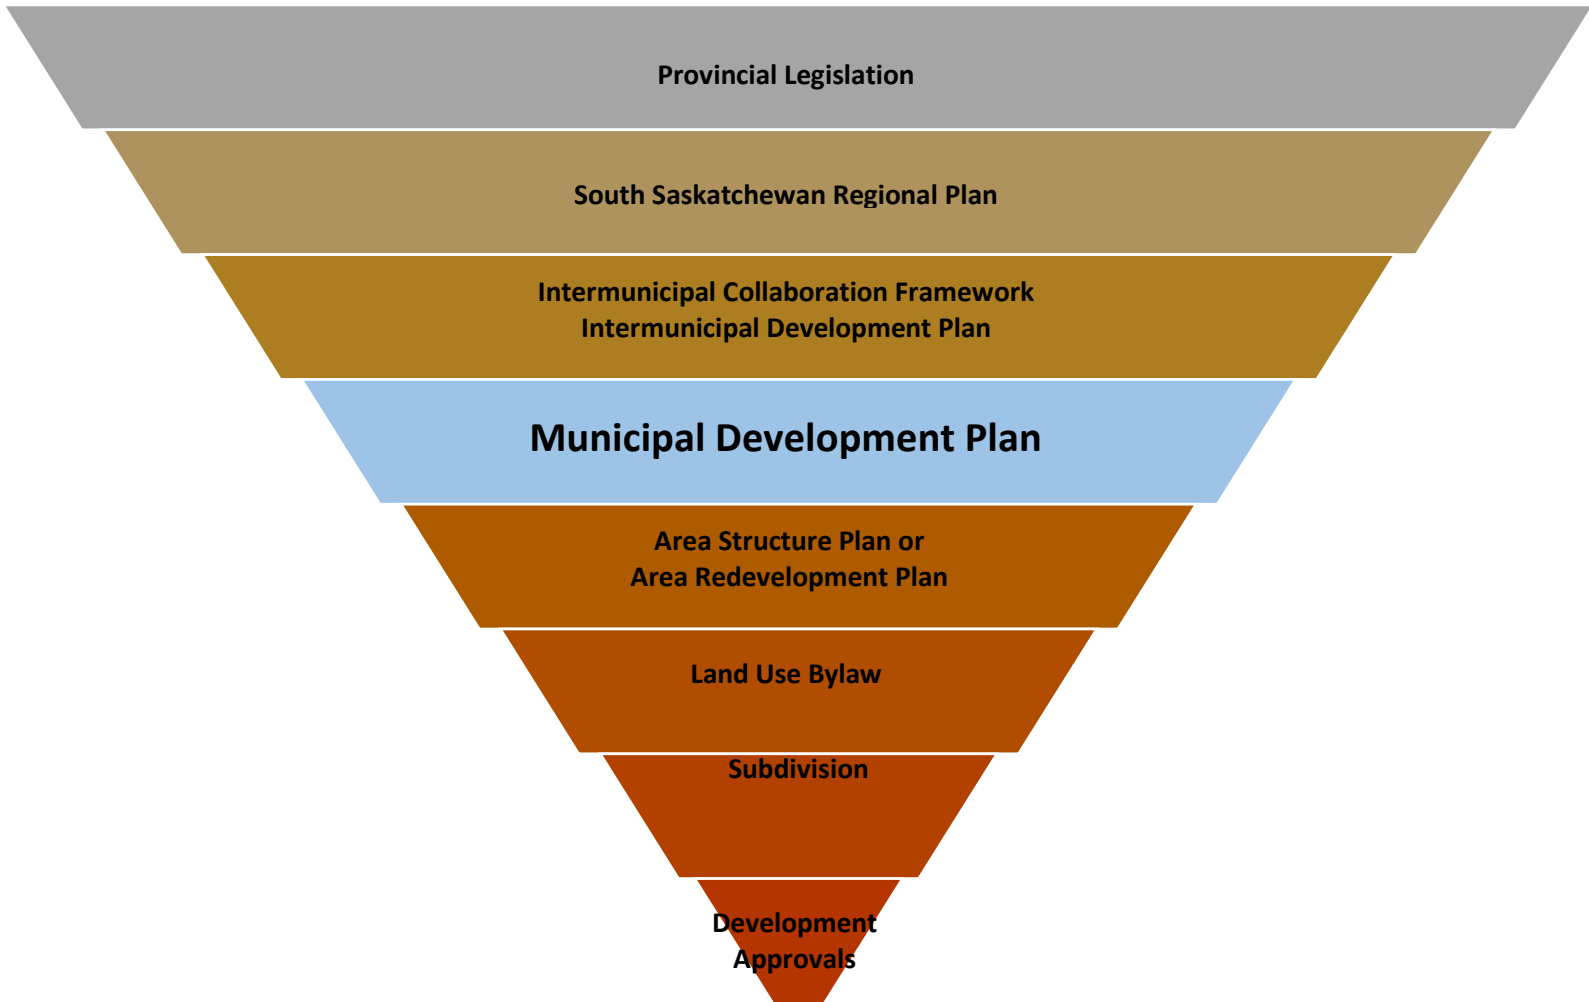 Provincial Legislation
South Saskatchewan Regional Plan
Intermunicipal Collaboration Framework
Intermunicipal Development Plan
Municipal Development Plan
Area Structure Plan or
Area Redevelopment Plan
Land Use Bylaw
Subdivision
Development
Approvals